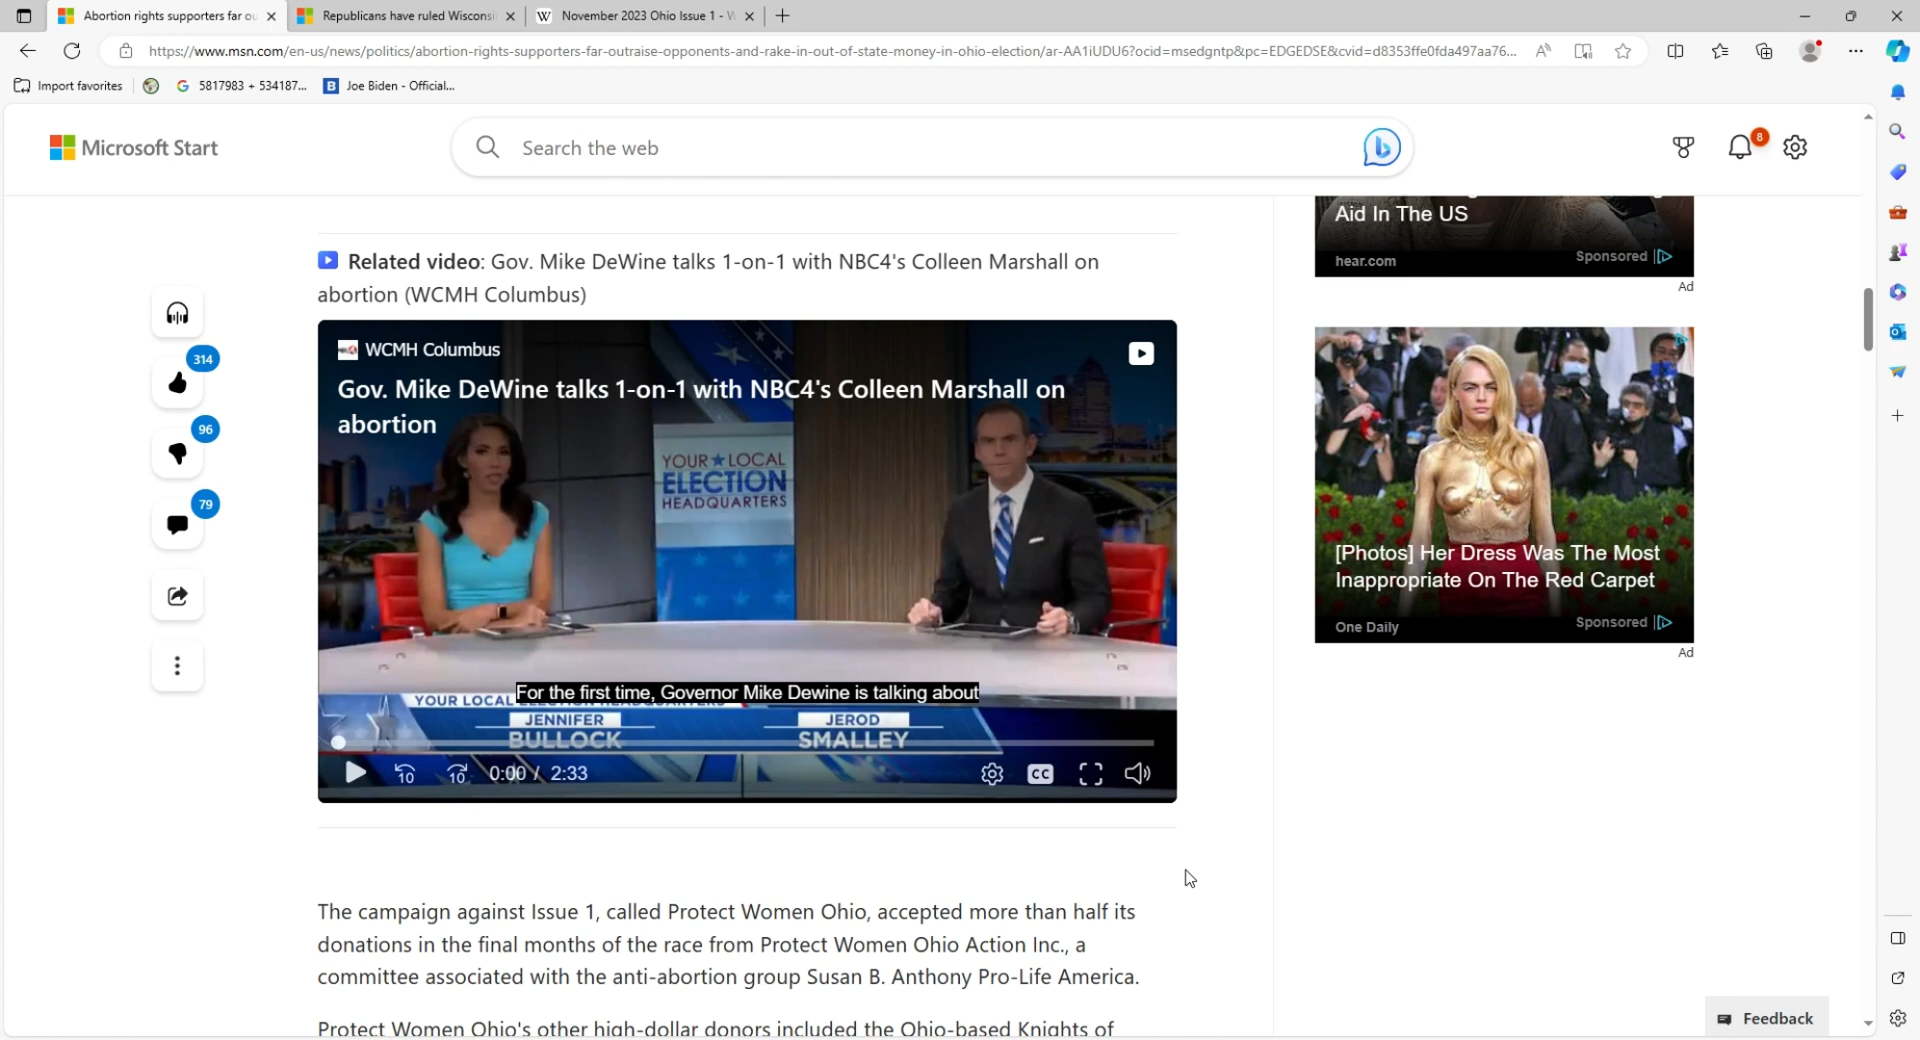 Abortion rights supporters far ou
Republicans have ruled Wisconsi
November 2023 Ohio Issue 1 - W
https://www.msn.com/en-us/news/politics/abortion-rights-supporters-far-outraise-opponents-and-rake-in-out-of-state-money-in-ohio-election/ar-AA1iUDU6?ocid=msedgntp&pc=EDGEDSE&cvid=d8353ffe0fda497aa76...
Import favorites
5817983 + 534187...
Joe Biden - Official...
Microsoft Start
Search the web
8
Aid In The US
hear.com
Sponsored
Ad
Related video: Gov. Mike DeWine talks 1-on-1 with NBC4's Colleen Marshall on
abortion (WCMH Columbus)
314
96
79
WCMH Columbus
Gov. Mike DeWine talks 1-on-1 with NBC4's Colleen Marshall on
abortion
YOUR LOCAL
ELECTION
HEADQUARTERS
For the first time, Governor Mike Dewine is talking about
YOUR LOCAL ELECTION HEADQUARTERS
JENNIFER
BULLOCK
JEROD
SMALLEY
10
10
0:00 / 2:33
CC
[Photos] Her Dress Was The Most
Inappropriate On The Red Carpet
One Daily
Sponsored
Ad
The campaign against Issue 1, called Protect Women Ohio, accepted more than half its
donations in the final months of the race from Protect Women Ohio Action Inc., a
committee associated with the anti-abortion group Susan B. Anthony Pro-Life America.
Protect Women Ohio's other high-dollar donors included the Ohio-based Knights of
Feedback